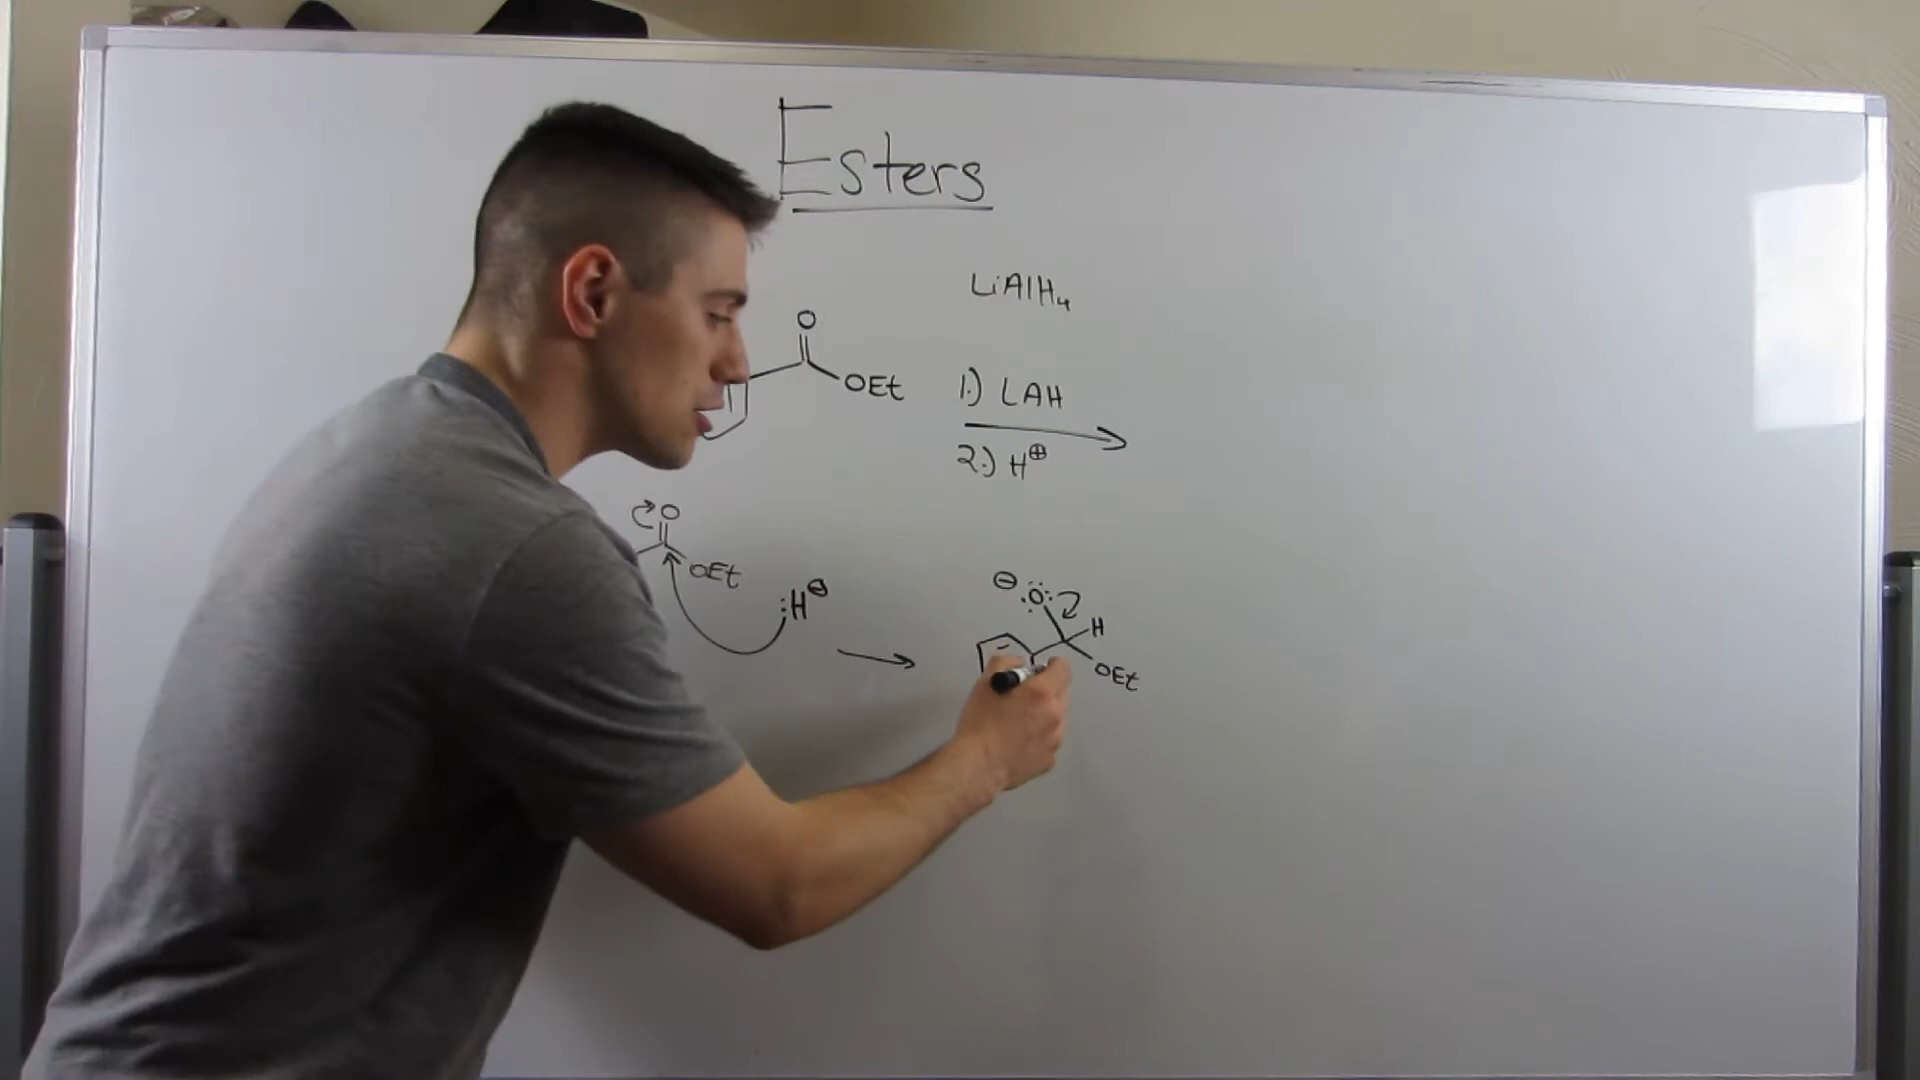 Esters
LiAlH₄
O
OEt
1.) LAH
2.) H⊕
O
OEt
:H⊖
⊖ :O:
H
OEt